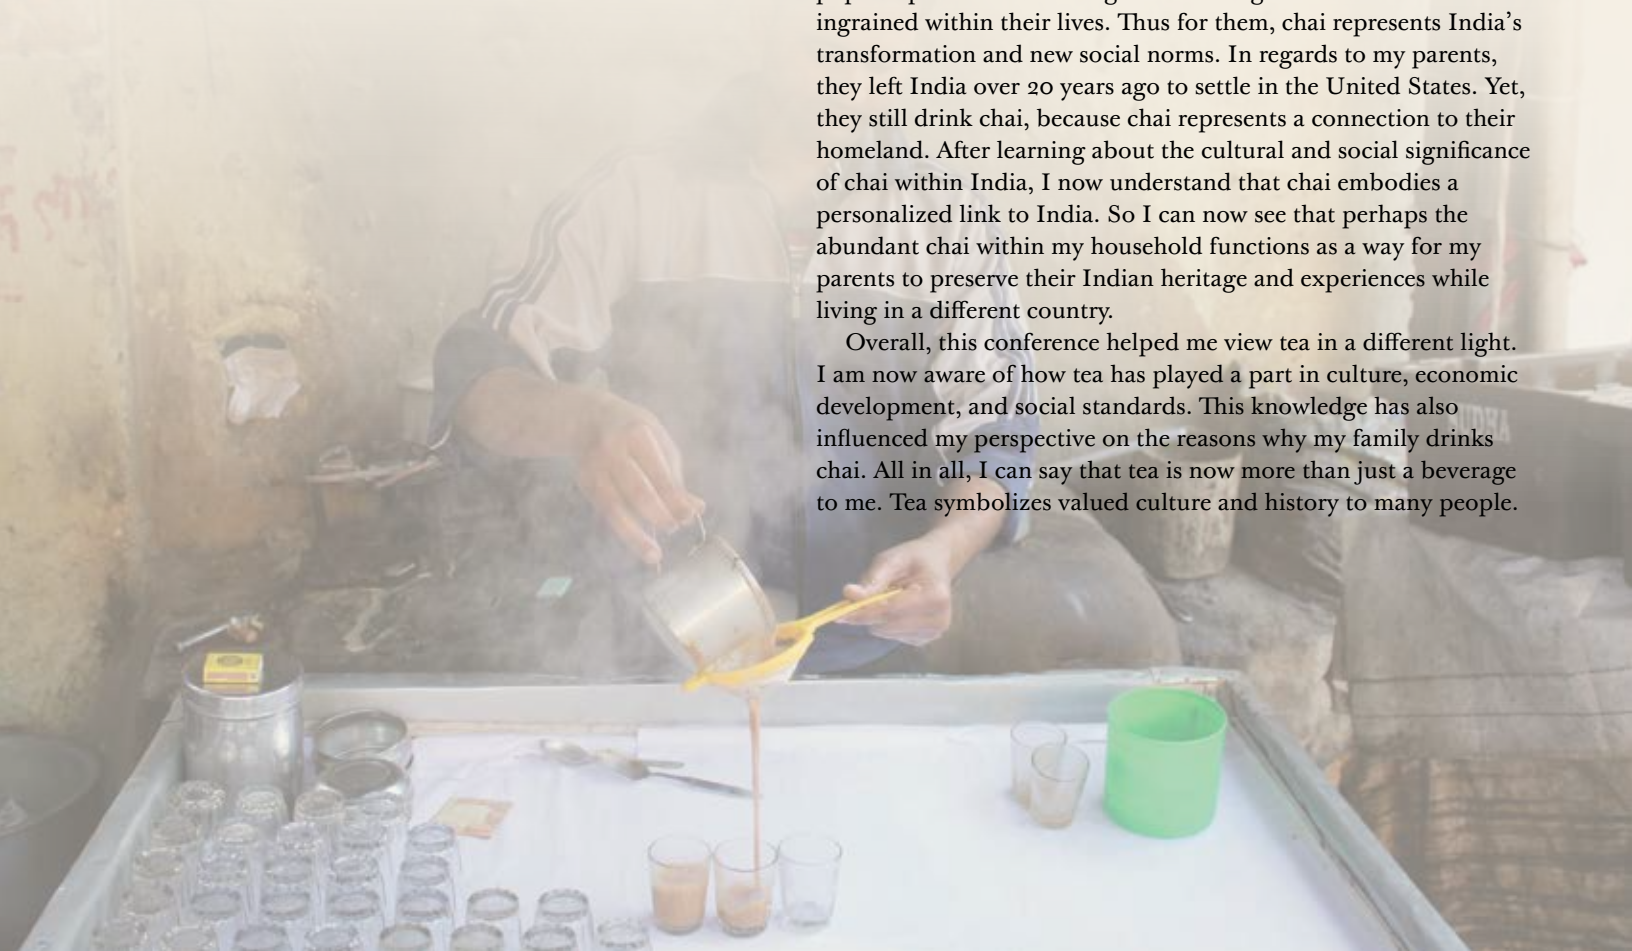 ingrained within their lives. Thus for them, chai represents India’s
transformation and new social norms. In regards to my parents,
they left India over 20 years ago to settle in the United States. Yet,
they still drink chai, because chai represents a connection to their
homeland. After learning about the cultural and social significance
of chai within India, I now understand that chai embodies a
personalized link to India. So I can now see that perhaps the
abundant chai within my household functions as a way for my
parents to preserve their Indian heritage and experiences while
living in a different country.
Overall, this conference helped me view tea in a different light.
I am now aware of how tea has played a part in culture, economic
development, and social standards. This knowledge has also
influenced my perspective on the reasons why my family drinks
chai. All in all, I can say that tea is now more than just a beverage
to me. Tea symbolizes valued culture and history to many people.